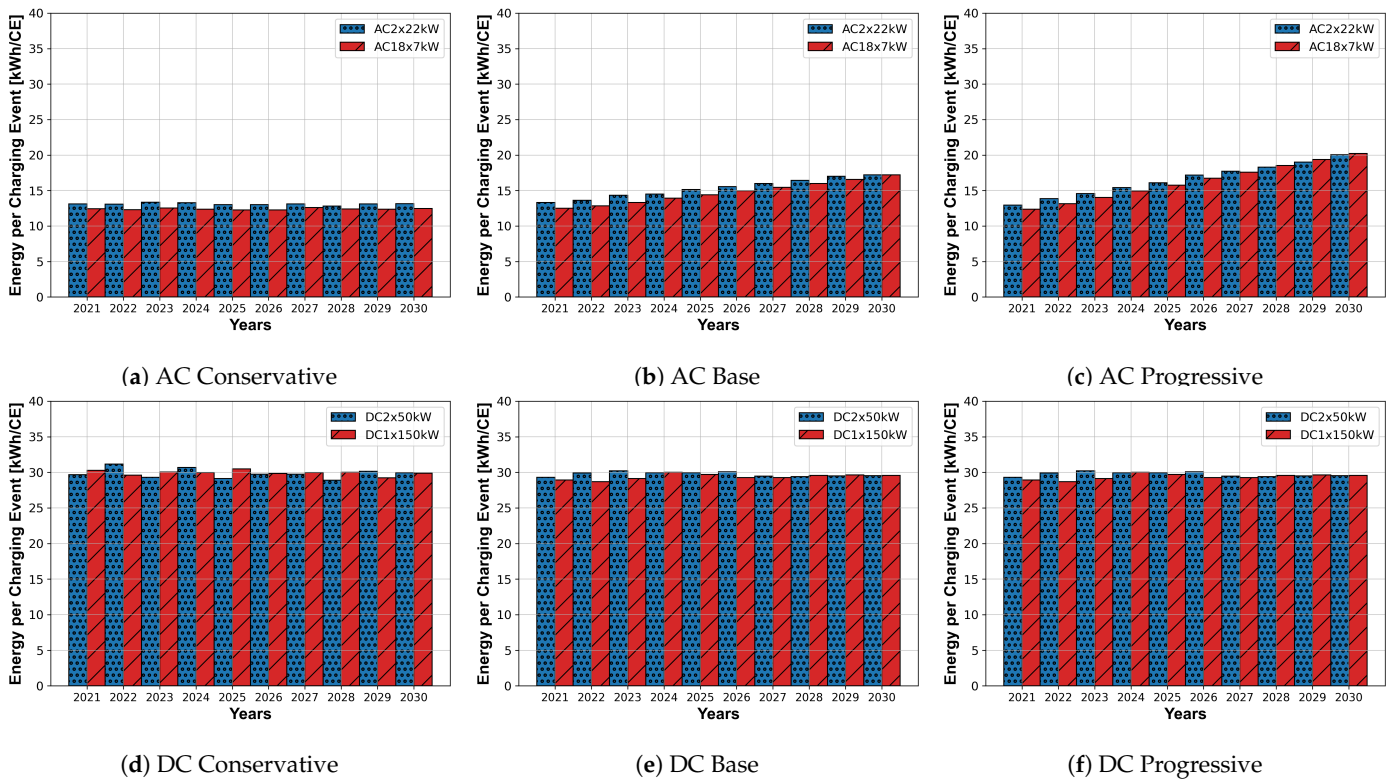 Energy per Charging Event [kWh/CE]
40
35
30
25
20
15
10
5
0
AC2x22kW
AC18x7kW
2021 2022 2023 2024 2025 2026 2027 2028 2029 2030
Years
(a) AC Conservative
Energy per Charging Event [kWh/CE]
40
35
30
25
20
15
10
5
0
AC2x22kW
AC18x7kW
2021 2022 2023 2024 2025 2026 2027 2028 2029 2030
Years
(b) AC Base
Energy per Charging Event [kWh/CE]
40
35
30
25
20
15
10
5
0
AC2x22kW
AC18x7kW
2021 2022 2023 2024 2025 2026 2027 2028 2029 2030
Years
(c) AC Progressive
Energy per Charging Event [kWh/CE]
40
35
30
25
20
15
10
5
0
DC2x50kW
DC1x150kW
2021 2022 2023 2024 2025 2026 2027 2028 2029 2030
Years
(d) DC Conservative
Energy per Charging Event [kWh/CE]
40
35
30
25
20
15
10
5
0
DC2x50kW
DC1x150kW
2021 2022 2023 2024 2025 2026 2027 2028 2029 2030
Years
(e) DC Base
Energy per Charging Event [kWh/CE]
40
35
30
25
20
15
10
5
0
DC2x50kW
DC1x150kW
2021 2022 2023 2024 2025 2026 2027 2028 2029 2030
Years
(f) DC Progressive